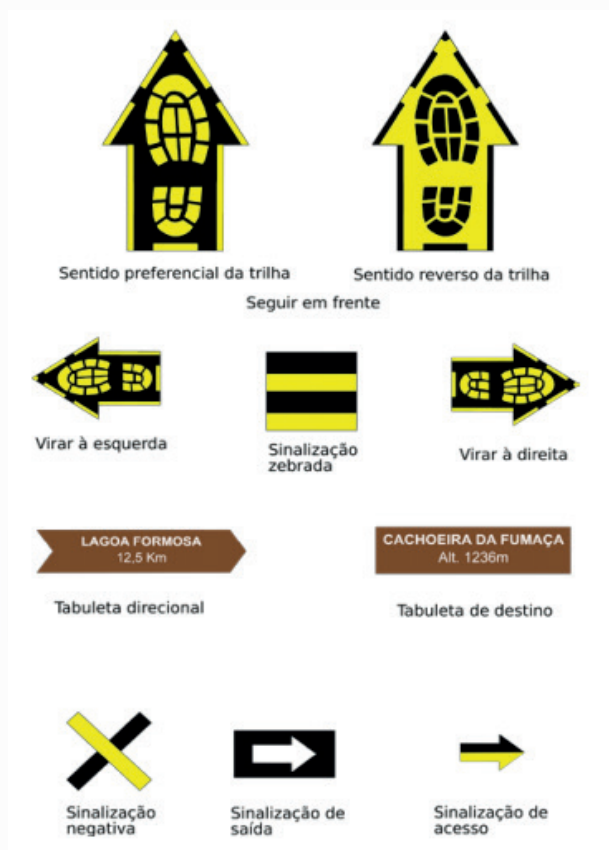 Sentido preferencial da trilha
Sentido reverso da trilha
Seguir em frente
Virar à esquerda
Sinalização
zebrada
Virar à direita
LAGOA FORMOSA
12,5 Km
CACHOEIRA DA FUMAÇA
Alt. 1236m
Tabuleta direcional
Tabuleta de destino
Sinalização
negativa
Sinalização de
saída
Sinalização de
acesso